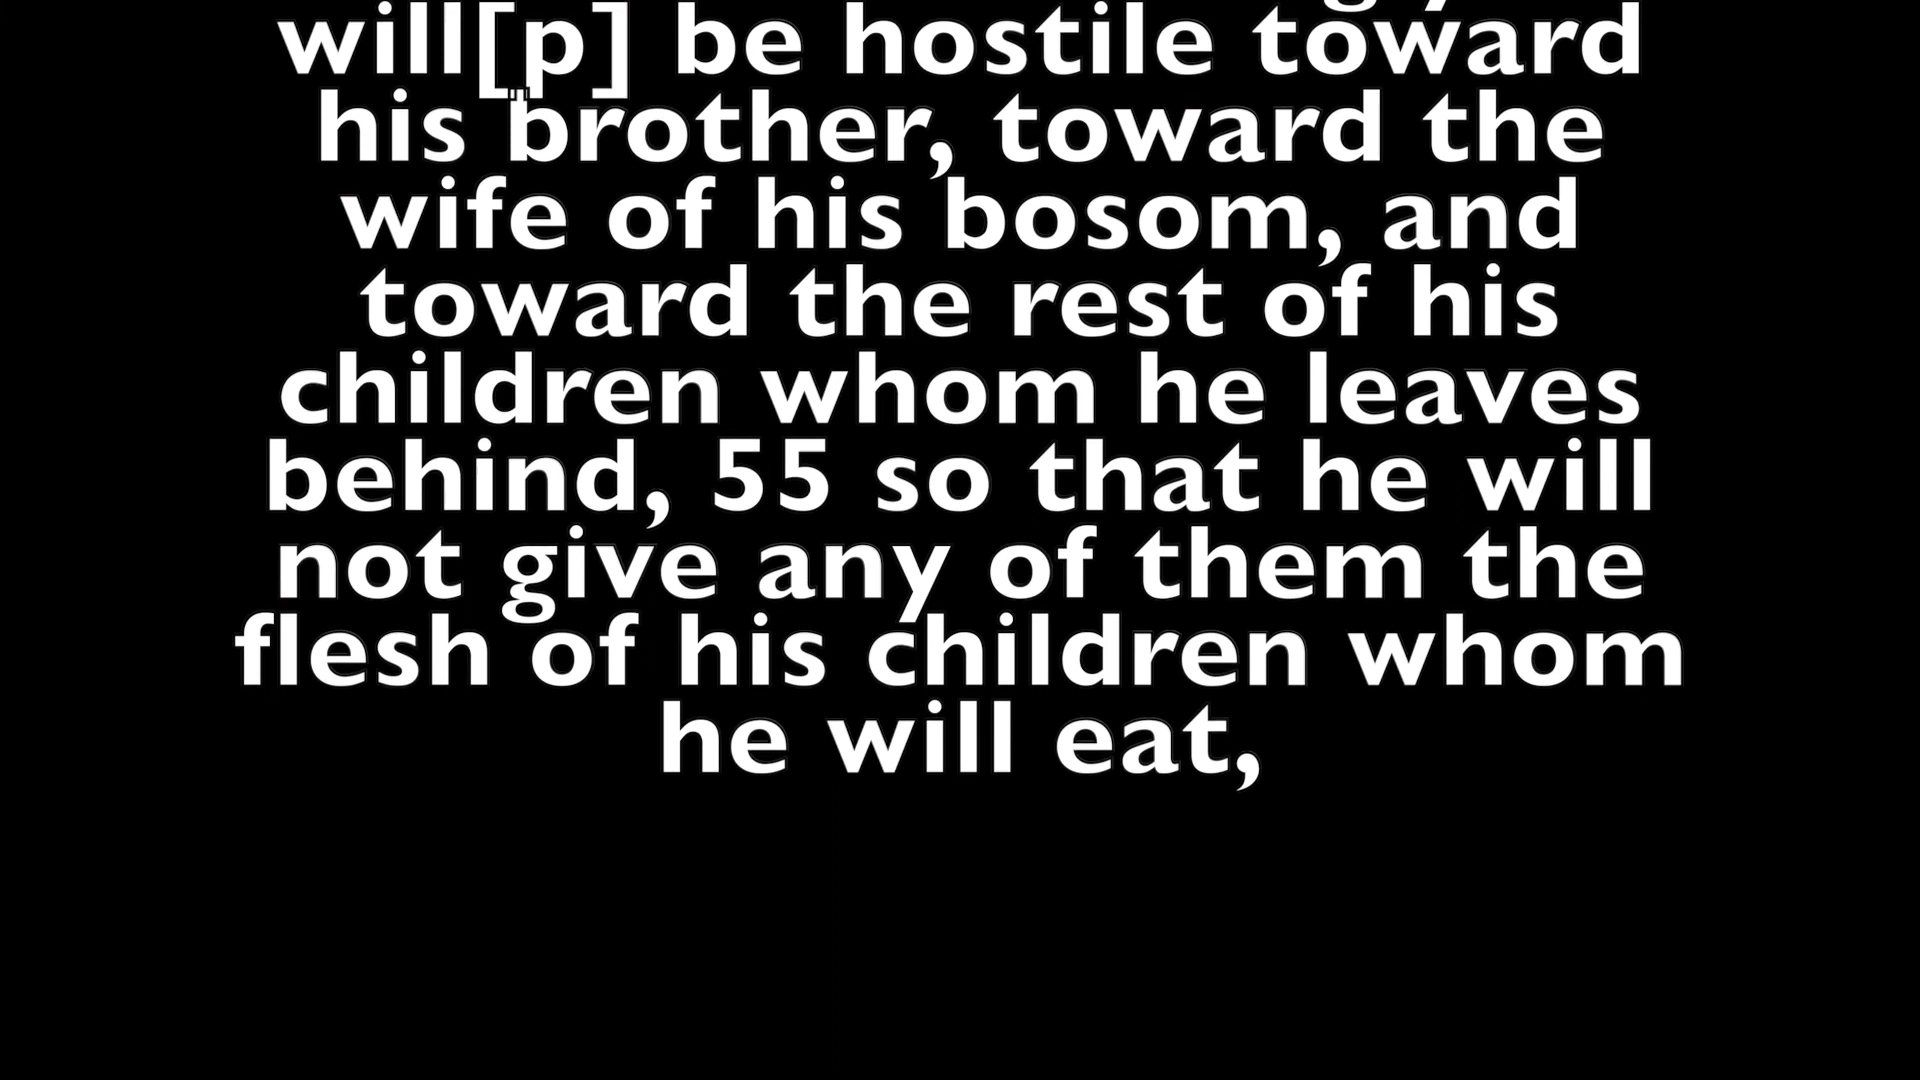 will[p] be hostile toward
his brother, toward the
wife of his bosom, and
toward the rest of his
children whom he leaves
behind, 55 so that he will
not give any of them the
flesh of his children whom
he will eat,